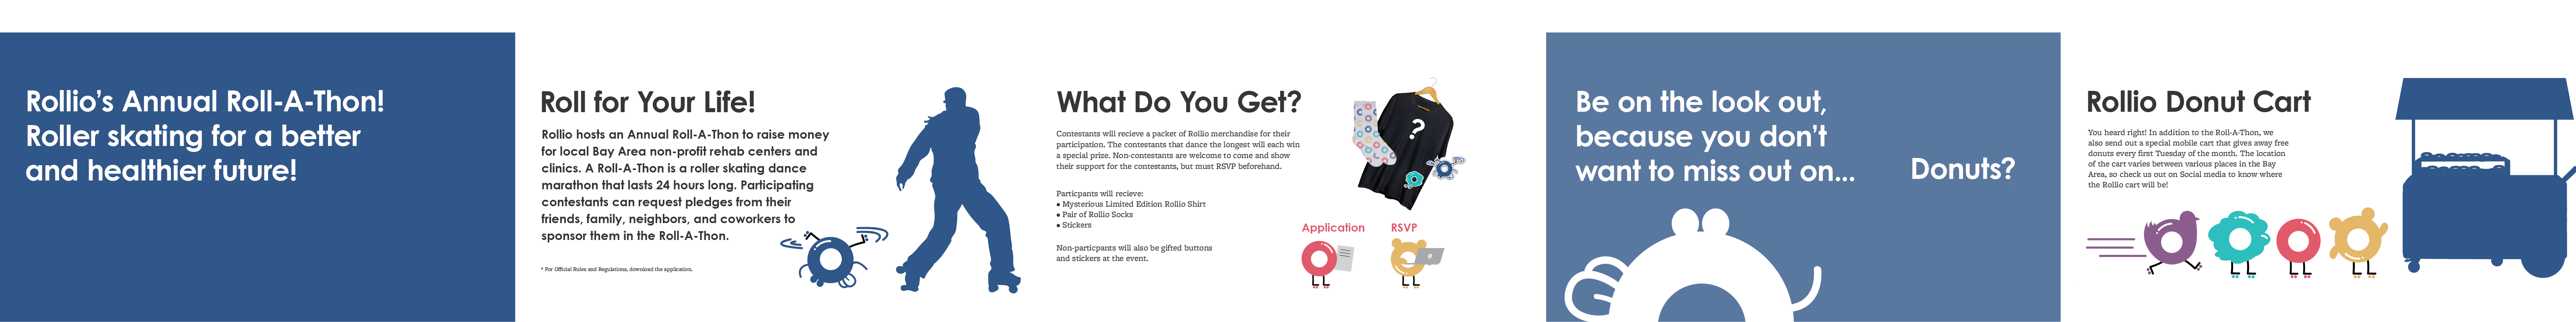 Rollio's Annual Roll-A-Thon!
Roller skating for a better
and healthier future!
Roll for Your Life!
Rollio hosts an Annual Roll-A-Thon to raise money
for local Bay Area non-profit rehab centers and
clinics. A Roll-A-Thon is a roller skating dance
marathon that lasts 24 hours long. Participating
contestants can request pledges from their
friends, family, neighbors, and coworkers to
sponsor them in the Roll-A-Thon.
* For Official Rules and Regulations, download the application.
What Do You Get?
Contestants will recieve a packet of Rollio merchandise for their
participation. The contestants that dance the longest will each win
a special prize. Non-contestants are welcome to come and show
their support for the contestants, but must RSVP beforehand.
Particpants will recieve:
• Mysterious Limited Edition Rollio Shirt
• Pair of Rollio Socks
• Stickers
Non-particpants will also be gifted buttons
and stickers at the event.
?
Application
RSVP
Be on the look out,
because you don't
want to miss out on...
Donuts?
Rollio Donut Cart
You heard right! In addition to the Roll-A-Thon, we
also send out a special mobile cart that gives away free
donuts every first Tuesday of the month. The location
of the cart varies between various places in the Bay
Area, so check us out on Social media to know where
the Rollio cart will be!